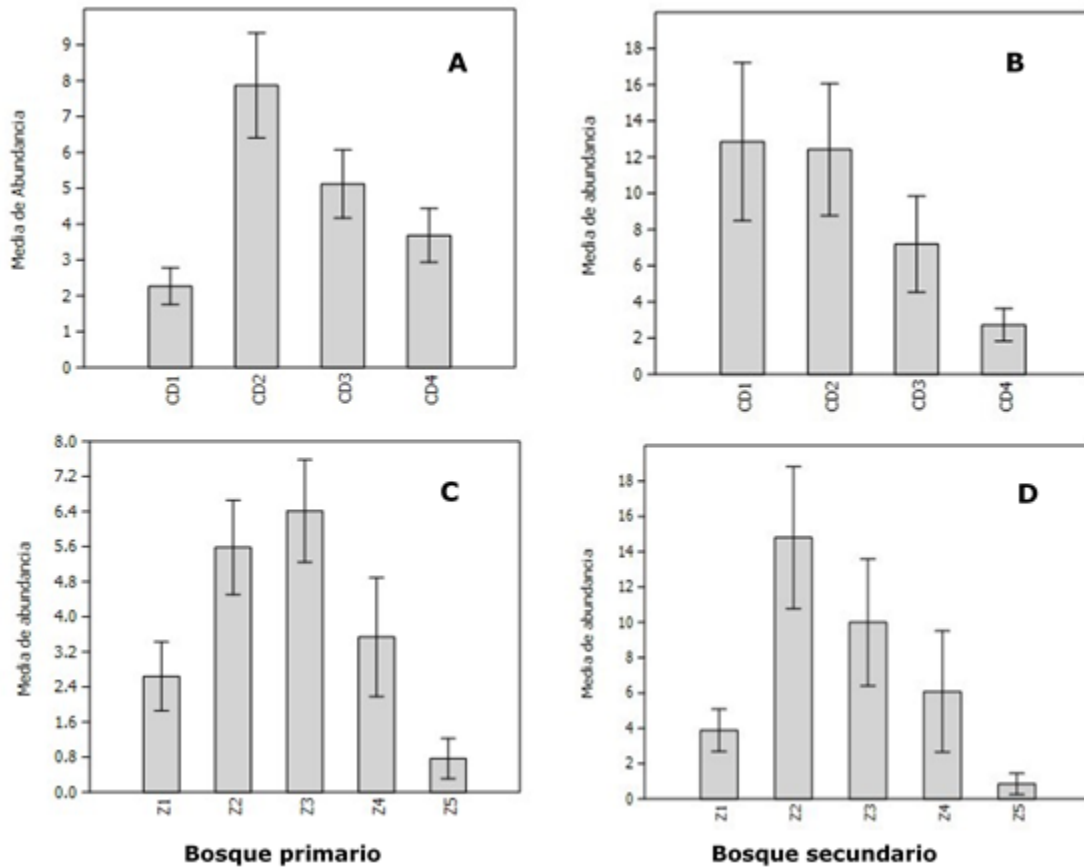 A
Media de Abundancia
9
8
7
6
5
4
3
2
1
0
CD1 CD2 CD3 CD4
B
Media de abundancia
18
16
14
12
10
8
6
4
2
0
CD1 CD2 CD3 CD4
C
Media de abundancia
8.0
7.2
6.4
5.6
4.8
4.0
3.2
2.4
1.6
0.8
0.0
Z1 Z2 Z3 Z4 Z5
Bosque primario
D
Media de abundancia
18
16
14
12
10
8
6
4
2
0
Z1 Z2 Z3 Z4 Z5
Bosque secundario